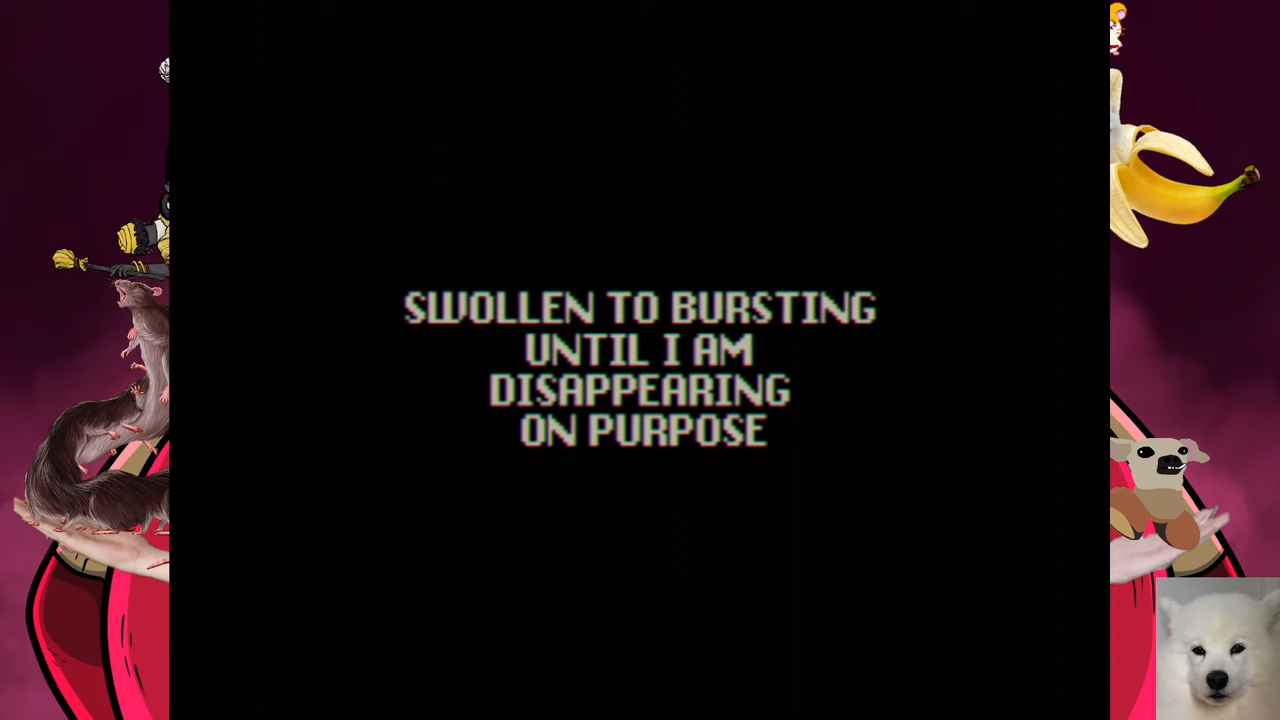 SWOLLEN TO BURSTING
UNTIL I AM
DISAPPEARING
ON PURPOSE